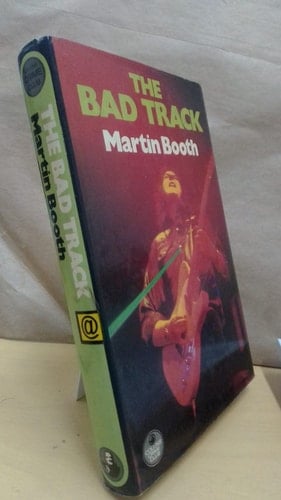 THE
BAD TRACK
Martin Booth
THE BAD TRACK
Martin Booth
@